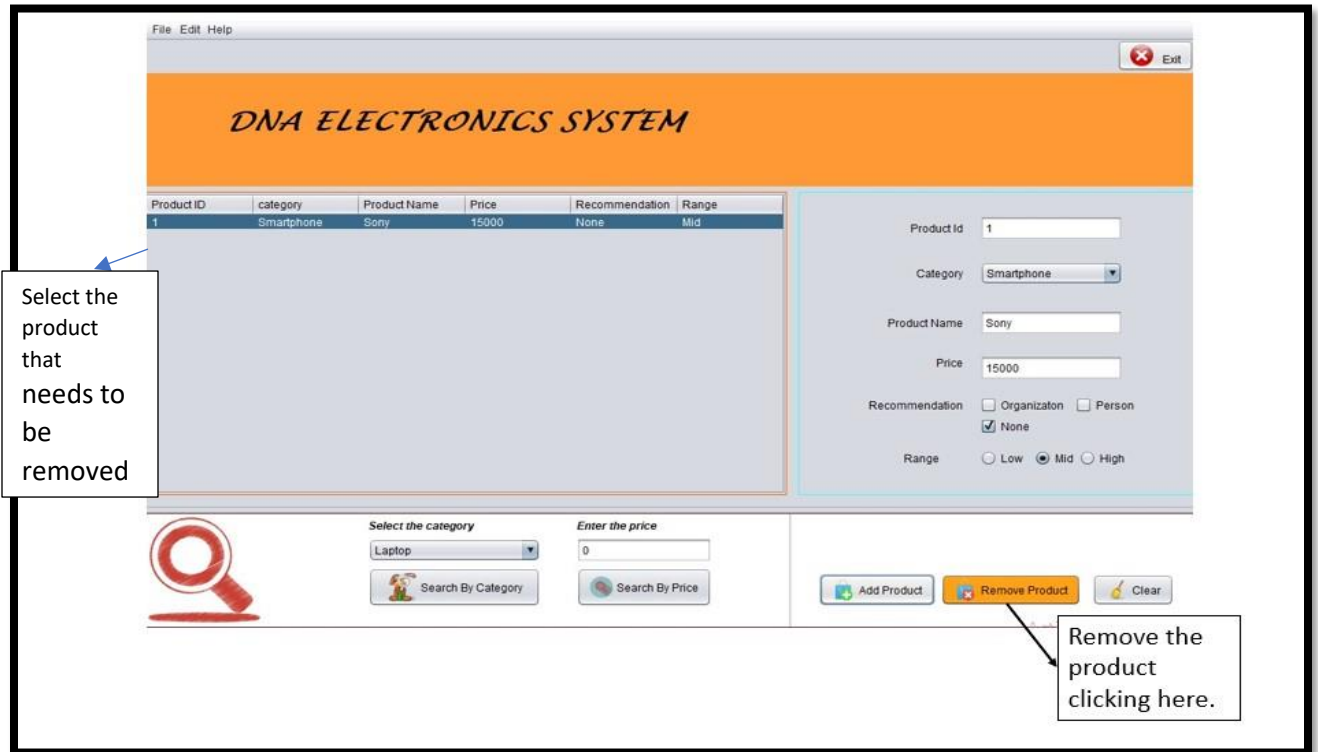 File Edit Help
Exit
DNA ELECTRONICS SYSTEM
Product ID category Product Name Price Recommendation Range
1 Smartphone Sony 15000 None Mid
Product Id 1
Category Smartphone
Product Name Sony
Price 15000
Recommendation Organizaton Person
None
Range Low Mid High
Select the
product
that
needs to
be
removed
Select the category Enter the price
Laptop 0
Search By Category Search By Price
Add Product Remove Product Clear
Remove the
product
clicking here.